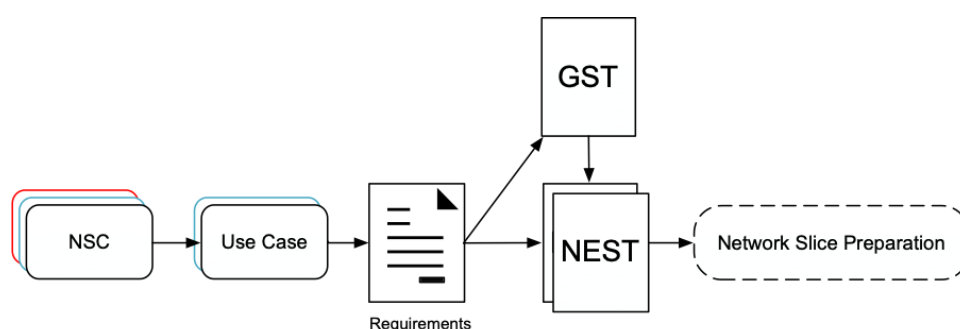 GST
NSC
Use Case
NEST
Network Slice Preparation
Requirements